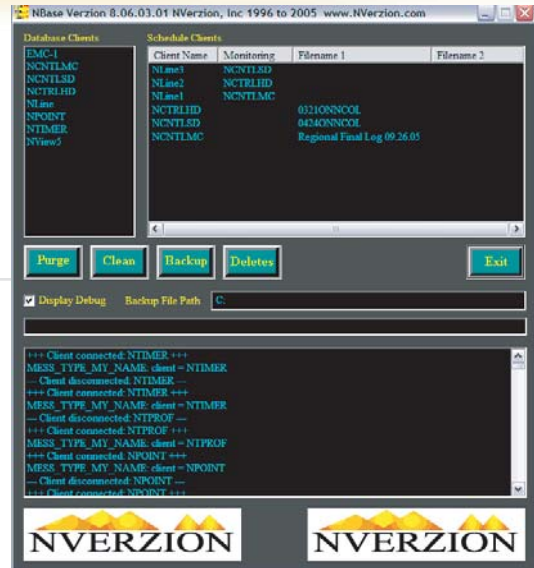 NBase Verzion 8.06.03.01 NVerzion, Inc 1996 to 2005 www.NVerzion.com
Database Clients
EMC-1
NCNTLMC
NCNTLSD
NCTRLHD
NLine
NPOINT
NTIMER
NView5
Schedule Clients
Client Name Monitoring Filename 1 Filename 2
NLine3 NCNTLSD
NLine2 NCTRLHD
NLine1 NCNTLMC
NCTRLHD 0321ONNCOL
NCNTLSD 0424ONNCOL
NCNTLMC Regional Final Log 09.26.05
Purge Clean Backup Deletes Exit
Display Debug Backup File Path C:
+++ Client connected: NTIMER +++
MESS_TYPE_MY_NAME: client = NTIMER
--- Client disconnected: NTIMER ---
+++ Client connected: NTIMER +++
MESS_TYPE_MY_NAME: client = NTIMER
--- Client disconnected: NTPROF ---
+++ Client connected: NTPROF +++
MESS_TYPE_MY_NAME: client = NTPROF
+++ Client connected: NPOINT +++
MESS_TYPE_MY_NAME: client = NPOINT
--- Client disconnected: NPOINT ---
+++ Client connected: NPOINT +++
NVERZION NVERZION